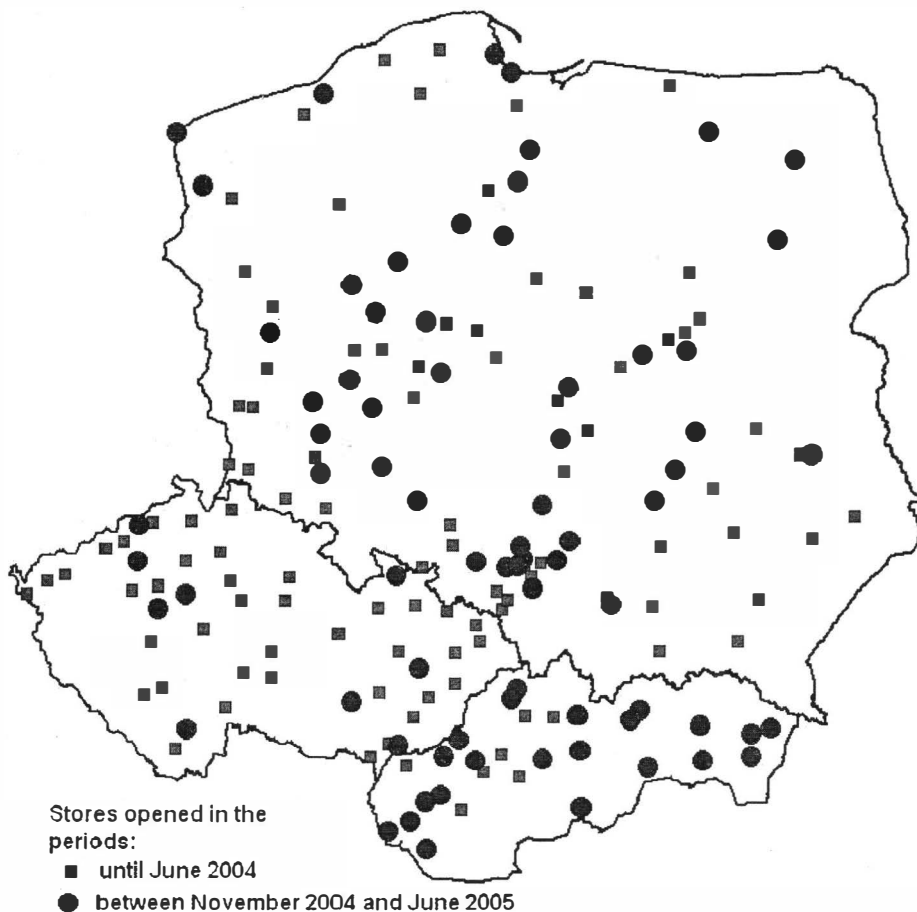 Stores opened in the
periods:
until June 2004
between November 2004 and June 2005